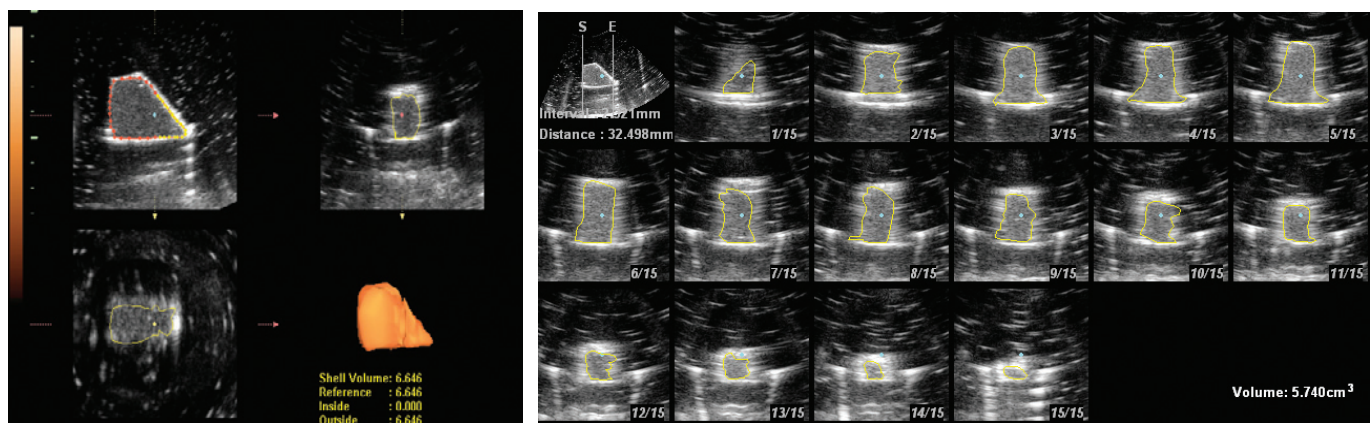 Shell Volume: 6.646
Reference : 6.646
Inside : 0.000
Outside : 6.646
S E
Distance : 32.498mm
1/15
2/15
3/15
4/15
5/15
6/15
7/15
8/15
9/15
10/15
11/15
12/15
13/15
14/15
15/15
Volume: 5.740cm³